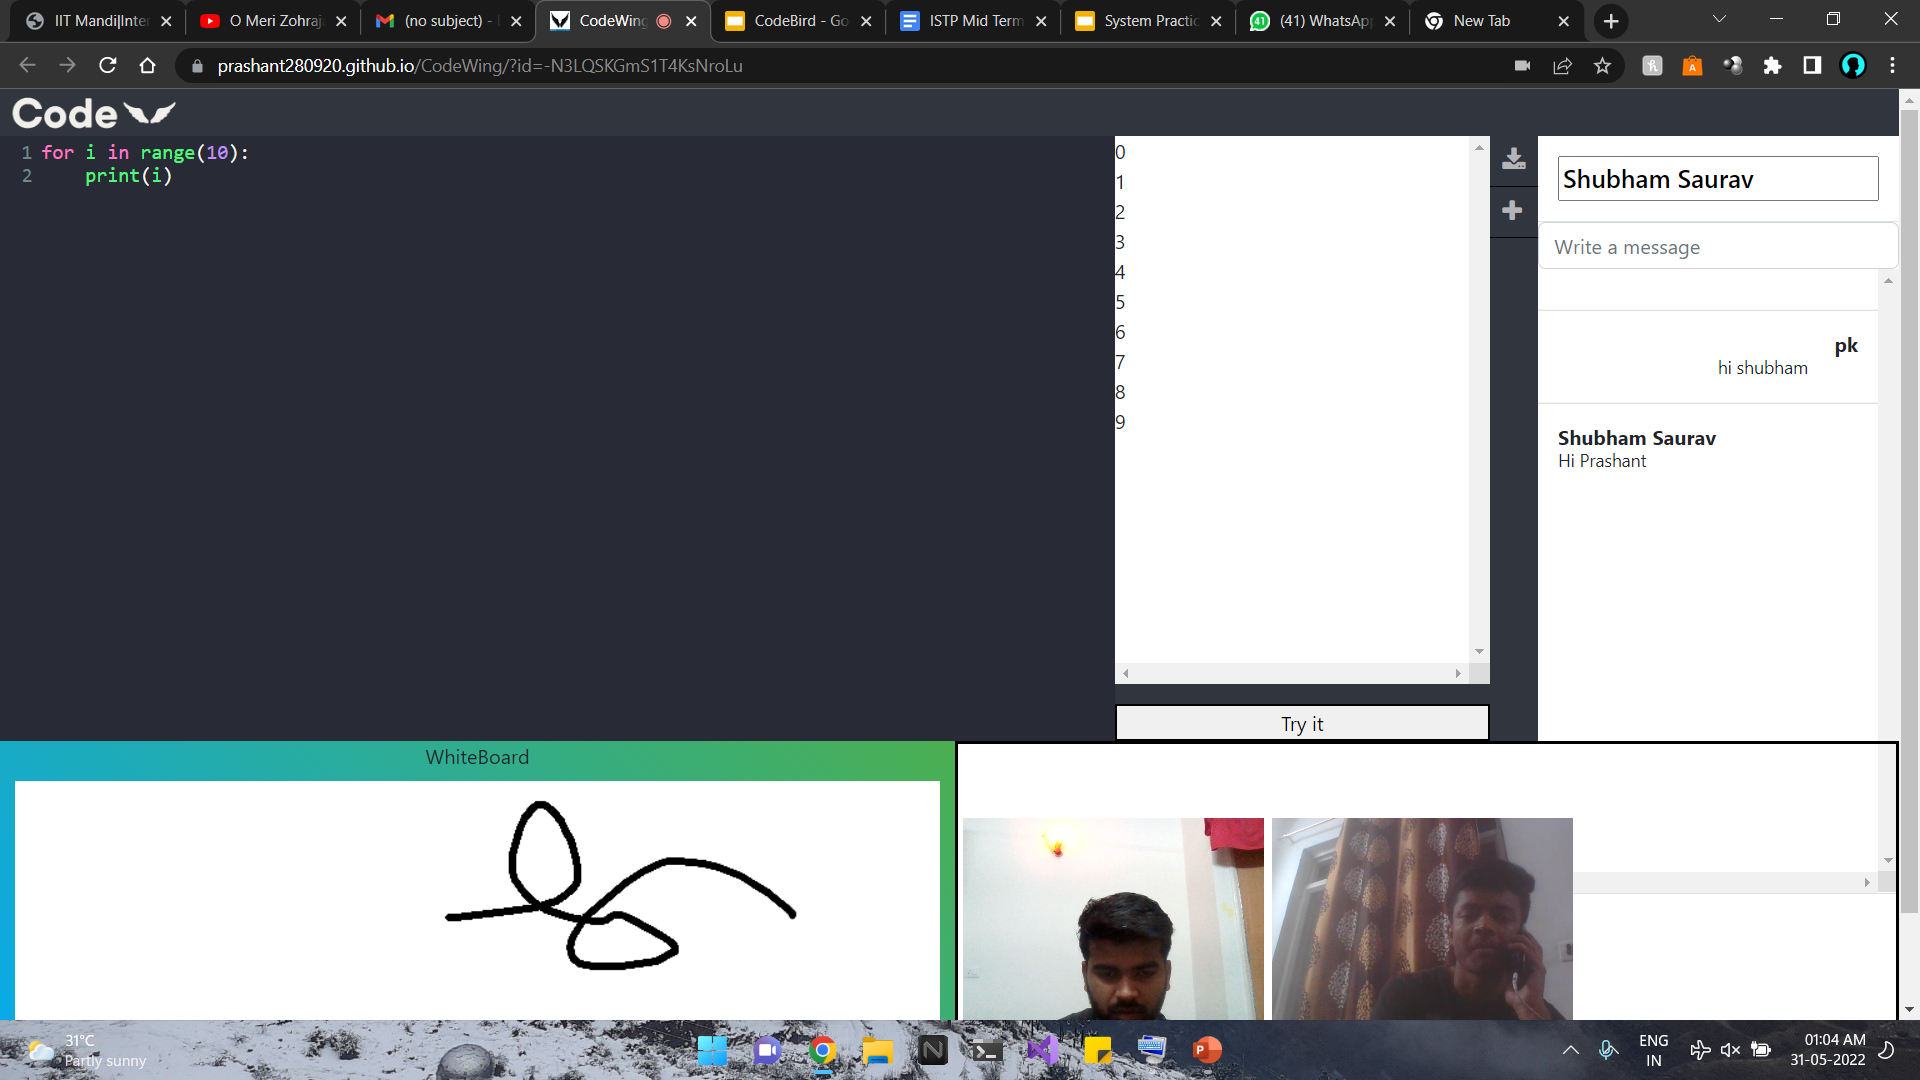 IIT Mandi|Inter
O Meri Zohraj
(no subject) -
CodeWing
CodeBird - Go
ISTP Mid Term
System Practic
(41) WhatsAp
New Tab
prashant280920.github.io/CodeWing/?id=-N3LQSKGmS1T4KsNroLu
Code
1 for i in range(10):
2 print(i)
0
1
2
3
4
5
6
7
8
9
Try it
Shubham Saurav
Write a message
pk
hi shubham
Shubham Saurav
Hi Prashant
WhiteBoard
31°C
Partly sunny
ENG
IN
01:04 AM
31-05-2022